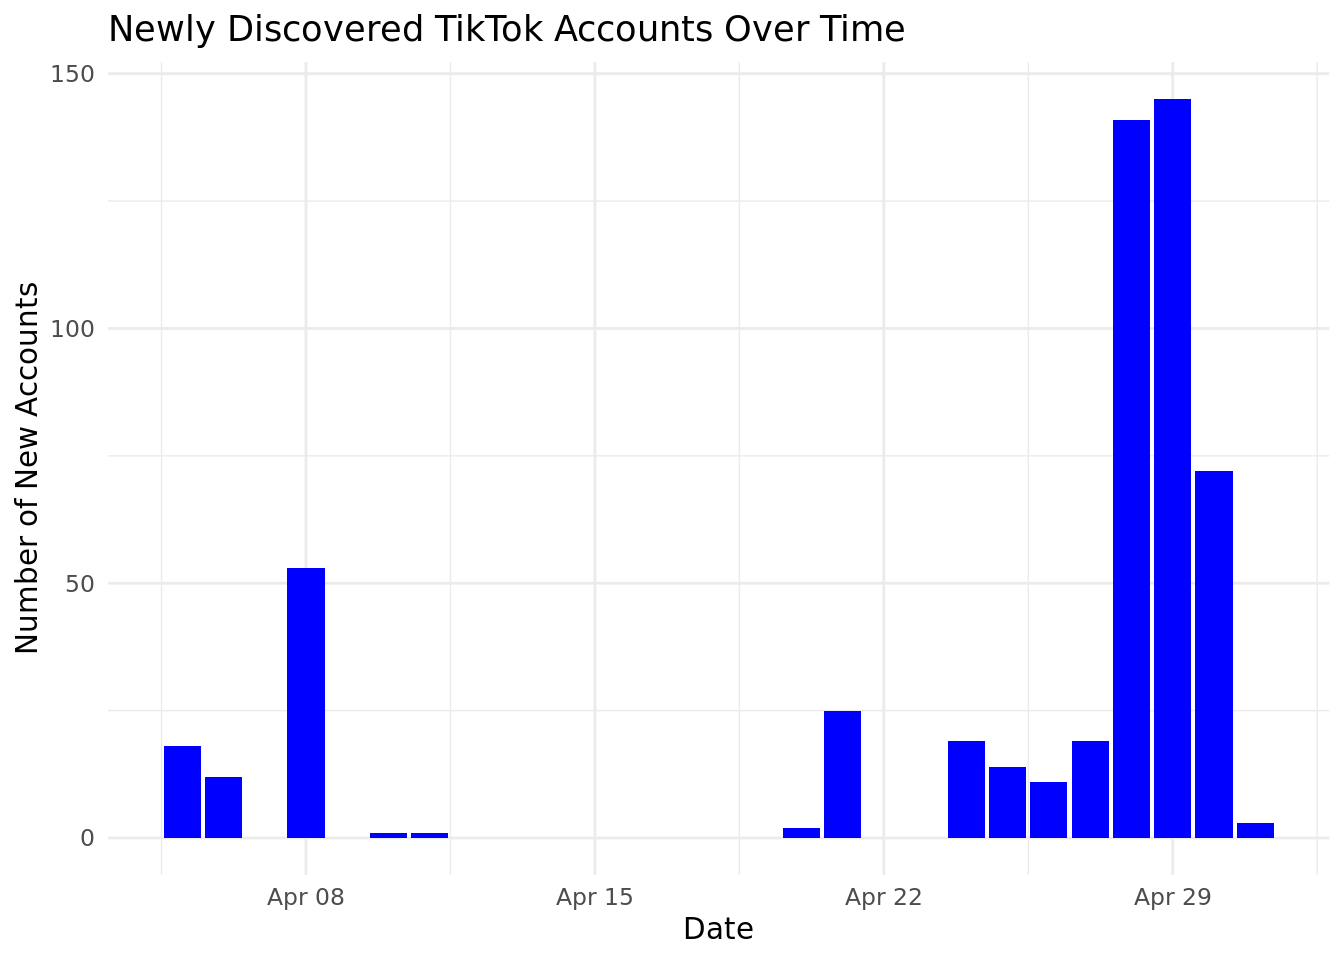 Newly Discovered TikTok Accounts Over Time
150
100
50
0
Number of New Accounts
Apr 08
Apr 15
Apr 22
Apr 29
Date